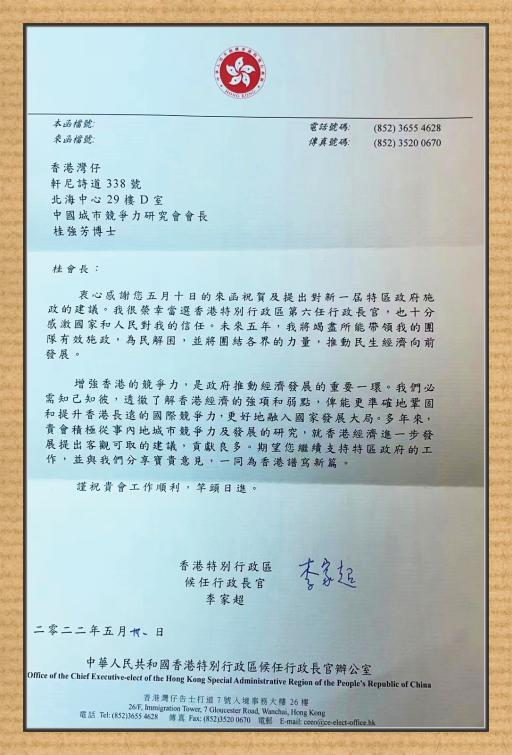 HONG KONG
本函檔號:
來函檔號:
電話號碼: (852) 3655 4628
傳真號碼: (852) 3520 0670
香港灣仔
軒尼詩道 338 號
北海中心 29 樓 D 室
中國城市競爭力研究會會長
桂強芳博士
桂會長：
衷心感謝您五月十日的來函祝賀及提出對新一屆特區政府施
政的建議。我很榮幸當選香港特別行政區第六任行政長官，也十分
感激國家和人民對我的信任。未來五年，我將竭盡所能帶領我的團
隊有效施政，為民解困，並將團結各界的力量，推動民生經濟向前
發展。
增強香港的競爭力，是政府推動經濟發展的重要一環。我們必
需知己知彼，透徹了解香港經濟的強項和弱點，俾能更準確地鞏固
和提升香港長遠的國際競爭力，更好地融入國家發展大局。多年來，
貴會積極從事內地城市競爭力及發展的研究，就香港經濟進一步發
展提出客觀可取的建議，貢獻良多。期望您繼續支持特區政府的工
作，並與我們分享寶貴意見，一同為香港譜寫新篇。
謹祝貴會工作順利，竿頭日進。
香港特別行政區
候任行政長官
李家超
李家超
二零二二年五月 日
中華人民共和國香港特別行政區候任行政長官辦公室
Office of the Chief Executive-elect of the Hong Kong Special Administrative Region of the People's Republic of China
香港灣仔告士打道 7 號入境事務大樓 26 樓
26/F, Immigration Tower, 7 Gloucester Road, Wanchai, Hong Kong
電話 Tel: (852)3655 4628 傳真 Fax: (852)3520 0670 電郵 E-mail: ceeo@ce-elect-office.hk